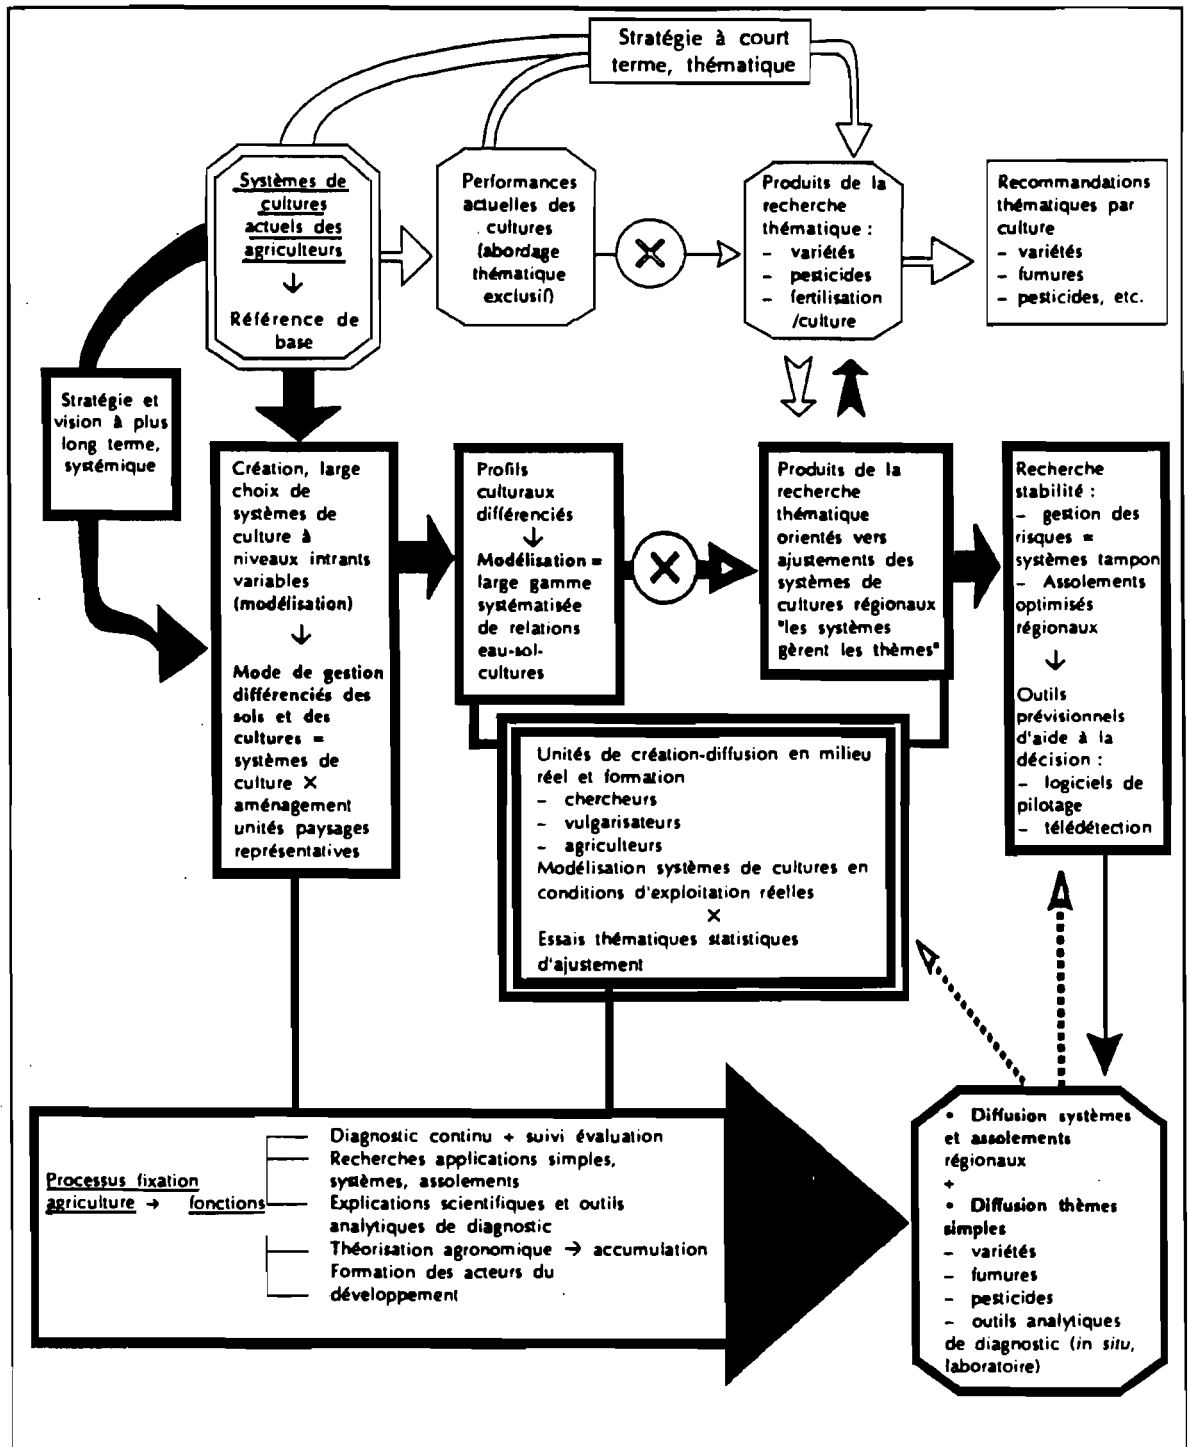 Stratégie à court
terme, thématique
Systèmes de
cultures
actuels des
agriculteurs
↓
Référence de
base
Performances
actuelles des
cultures
(abordage
thématique
exclusif)
×
Produits de la
recherche
thématique :
– variétés
– pesticides
– fertilisation
/culture
Recommandations
thématiques par
culture
– variétés
– fumures
– pesticides, etc.
Stratégie et
vision à plus
long terme,
systémique
Création, large
choix de
systèmes de
culture à
niveaux intrants
variables
(modélisation)
↓
Mode de gestion
différenciés des
sols et des
cultures =
systèmes de
culture ×
aménagement
unités paysages
représentatives
Profils
culturaux
différenciés
↓
Modélisation =
large gamme
systématisée
de relations
eau-sol-
cultures
×
Produits de la
recherche
thématique
orientés vers
ajustements des
systèmes de
cultures régionaux
"les systèmes
gèrent les thèmes"
Recherche
stabilité :
– gestion des
risques =
systèmes tampon
– Assolements
optimisés
régionaux
↓
Outils
prévisionnels
d'aide à la
décision :
– logiciels de
pilotage
– télédétection
Unités de création-diffusion en milieu
réel et formation
– chercheurs
– vulgarisateurs
– agriculteurs
Modélisation systèmes de cultures en
conditions d'exploitation réelles
×
Essais thématiques statistiques
d'ajustement
Processus fixation
agriculture → fonctions
Diagnostic continu + suivi évaluation
Recherches applications simples,
systèmes, assolements
Explications scientifiques et outils
analytiques de diagnostic
Théorisation agronomique → accumulation
Formation des acteurs du
développement
• Diffusion systèmes
et assolements
régionaux
+
• Diffusion thèmes
simples
– variétés
– fumures
– pesticides
– outils analytiques
de diagnostic (in situ,
laboratoire)